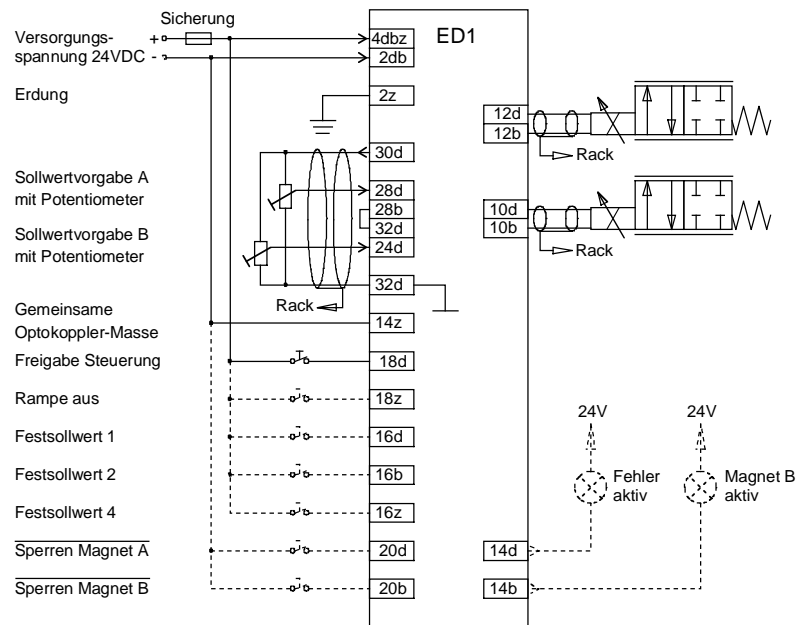 Sicherung
Versorgungs-
spannung 24VDC
+
-
4dbz
2db
ED1
Erdung
2z
12d
12b
Rack
30d
Sollwertvorgabe A
mit Potentiometer
28d
28b
32d
24d
Sollwertvorgabe B
mit Potentiometer
10d
10b
Rack
32d
Rack
Gemeinsame
Optokoppler-Masse
14z
Freigabe Steuerung
18d
Rampe aus
18z
Festsollwert 1
16d
Festsollwert 2
16b
Festsollwert 4
16z
Sperren Magnet A
20d
Sperren Magnet B
20b
24V
24V
Fehler
aktiv
Magnet B
aktiv
14d
14b